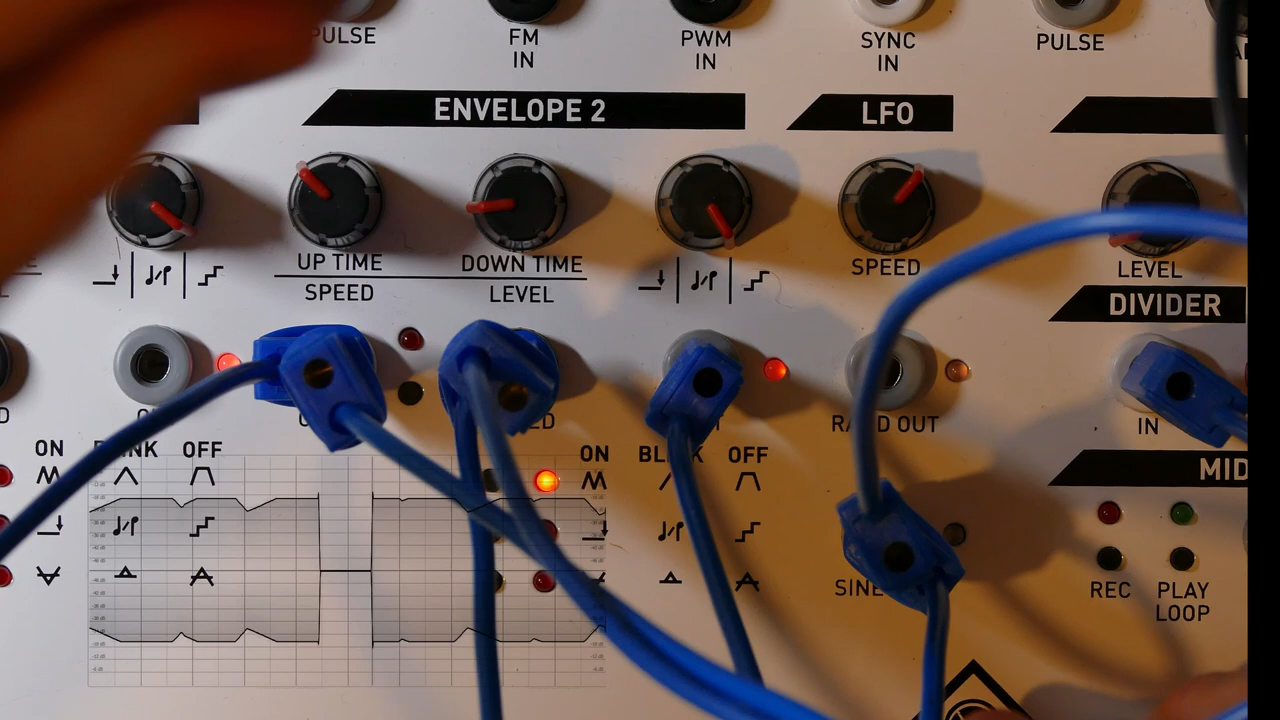 PULSE
FM
IN
PWM
IN
SYNC
IN
PULSE
ENVELOPE 2
LFO
UP TIME
DOWN TIME
SPEED
LEVEL
SPEED
LEVEL
DIVIDER
IN
ON
OFF
ON
OFF
MID
SINE
REC
PLAY
LOOP